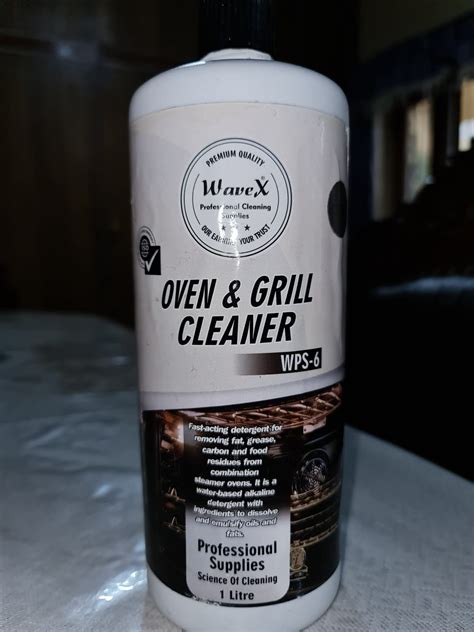 PREMIUM QUALITY
WaveX®
Professional Cleaning
Supplies
OUR EARNING YOUR TRUST
OVEN & GRILL
CLEANER
WPS-6
Fast-acting detergent for
removing fat, grease,
carbon and food
residues from
combination
steamer ovens. It is a
water-based alkaline
detergent with
ingredients to dissolve
and emulsify oils and
fats.
Professional
Supplies
Science Of Cleaning
1 Litre